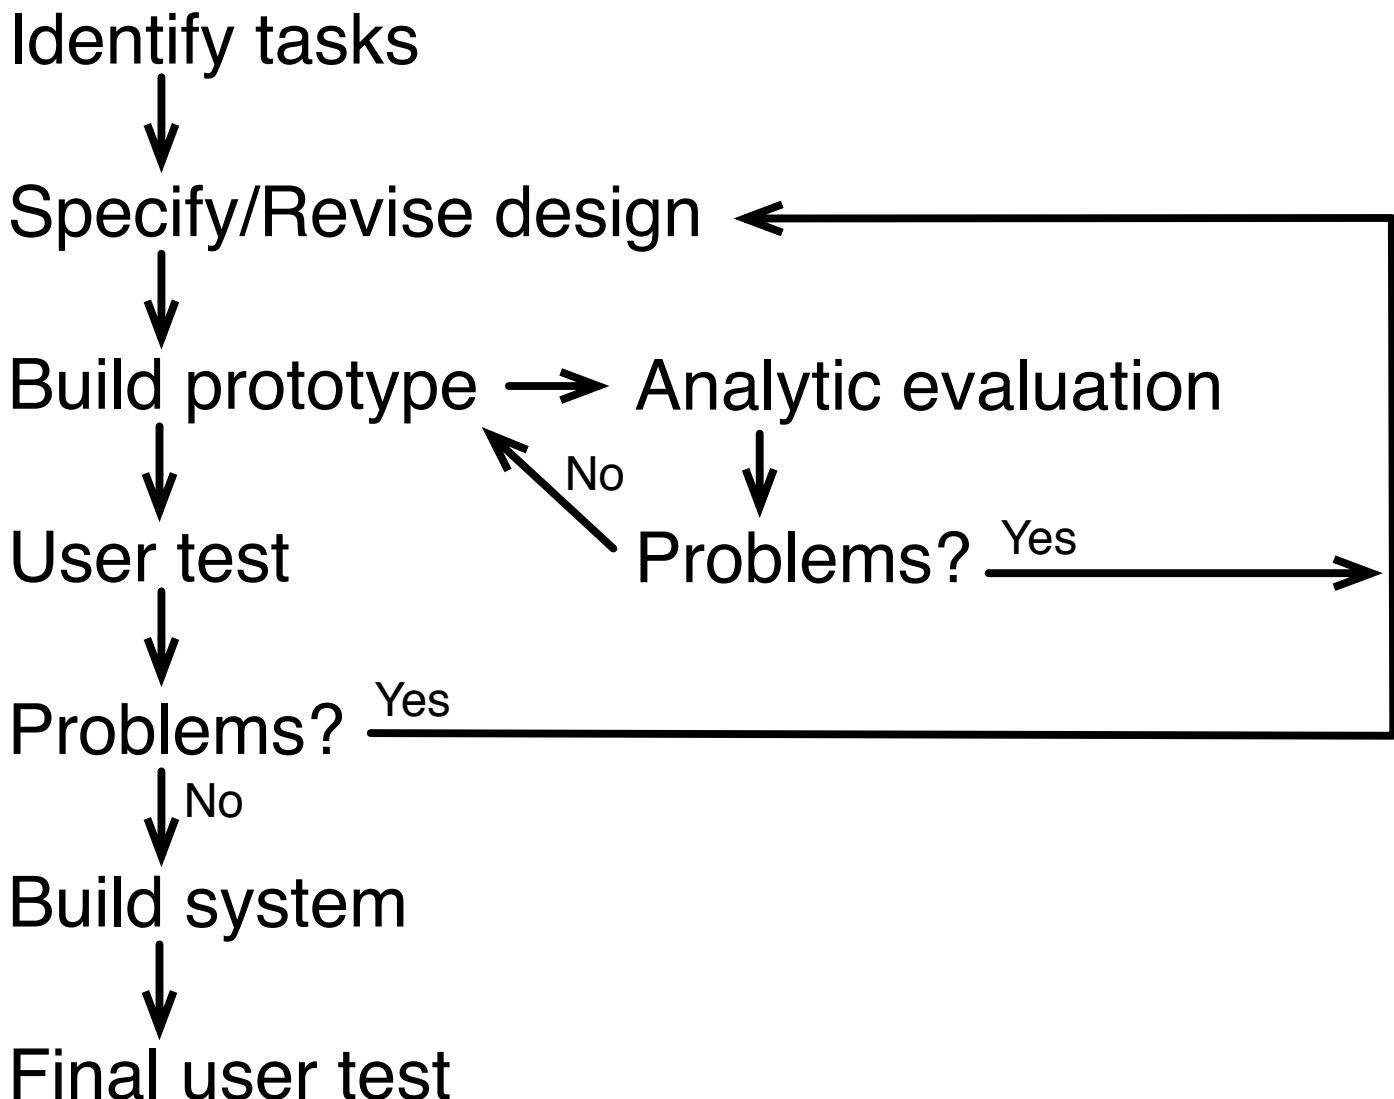 Identify tasks
Specify/Revise design
Build prototype
Analytic evaluation
No
User test
Problems?
Yes
Problems?
Yes
No
Build system
Final user test